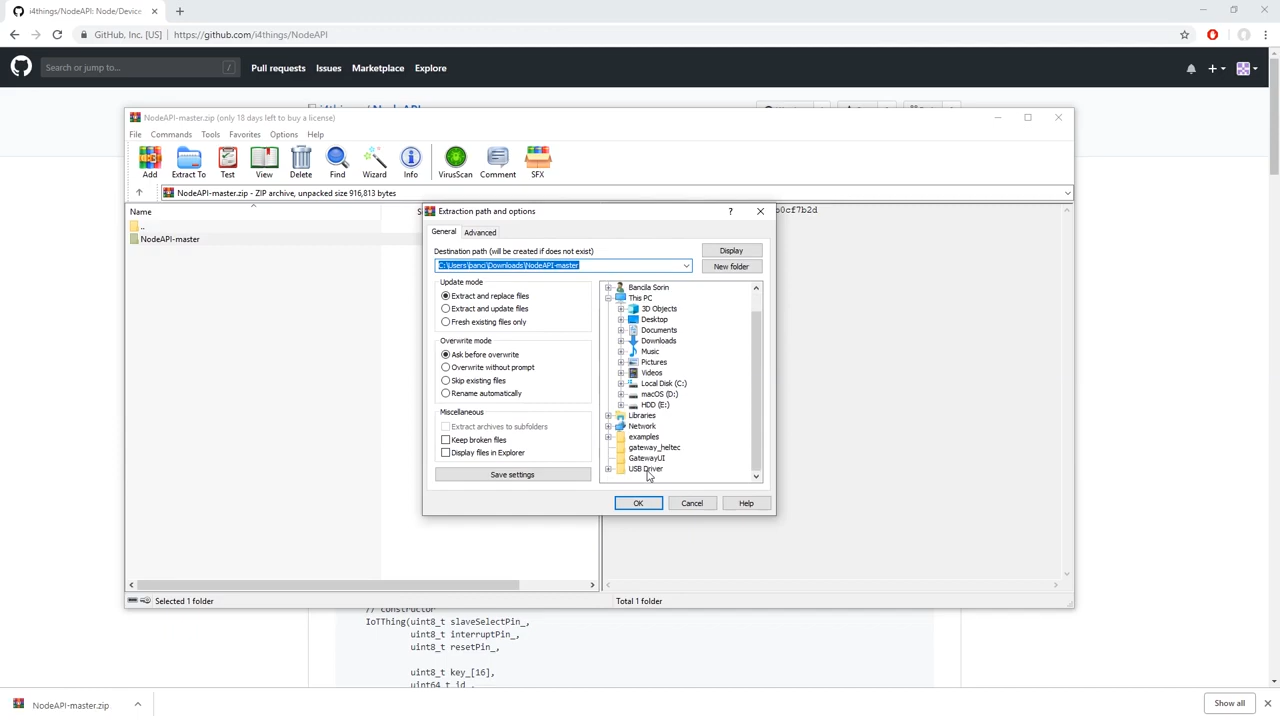 i4things/NodeAPI: Node/Device
GitHub, Inc. [US] | https://github.com/i4things/NodeAPI
Search or jump to...
/
Pull requests
Issues
Marketplace
Explore
NodeAPI-master.zip (only 18 days left to buy a license)
File Commands Tools Favorites Options Help
Add
Extract To
Test
View
Delete
Find
Wizard
Info
VirusScan
Comment
SFX
NodeAPI-master.zip - ZIP archive, unpacked size 916,813 bytes
Name
..
NodeAPI-master
Extraction path and options
General
Advanced
Destination path (will be created if does not exist)
C:\Users\banci\Downloads\NodeAPI-master
Display
New folder
Update mode
Extract and replace files
Extract and update files
Fresh existing files only
Overwrite mode
Ask before overwrite
Overwrite without prompt
Skip existing files
Rename automatically
Miscellaneous
Extract archives to subfolders
Keep broken files
Display files in Explorer
Save settings
Bancila Sorin
This PC
3D Objects
Desktop
Documents
Downloads
Music
Pictures
Videos
Local Disk (C:)
macOS (D:)
HDD (E:)
Libraries
Network
examples
gateway_heltec
GatewayUI
USB Driver
OK
Cancel
Help
Selected 1 folder
Total 1 folder
// constructor
IoTThing(uint8_t slaveSelectPin_,
uint8_t interruptPin_,
uint8_t resetPin_,
uint8_t key_[16],
uint64_t id_,
NodeAPI-master.zip
Show all